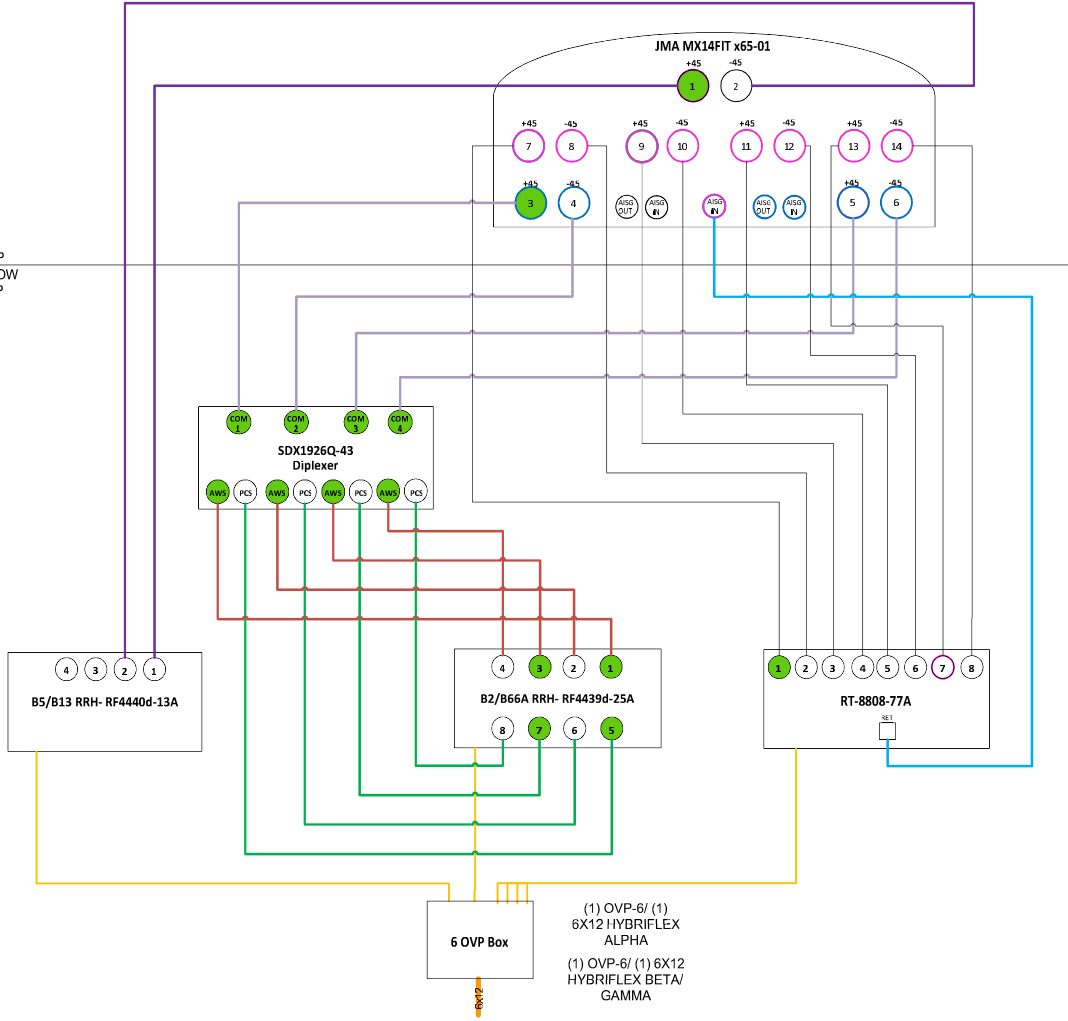 JMA MX14FIT x65-01
+45 -45
1 2
+45 -45 +45 -45 +45 -45 +45 -45
7 8 9 10 11 12 13 14
+45 -45 +45 -45
3 4 AISG OUT AISG IN AISG IN AISG OUT AISG IN 5 6
P
OW
P
COM 1 COM 2 COM 3 COM 4
SDX1926Q-43
Diplexer
AWS PCS AWS PCS AWS PCS AWS PCS
4 3 2 1
B5/B13 RRH- RF4440d-13A
4 3 2 1
B2/B66A RRH- RF4439d-25A
8 7 6 5
1 2 3 4 5 6 7 8
RT-8808-77A
RET
6 OVP Box
6x12
(1) OVP-6/ (1)
6X12 HYBRIFLEX
ALPHA
(1) OVP-6/ (1) 6X12
HYBRIFLEX BETA/
GAMMA